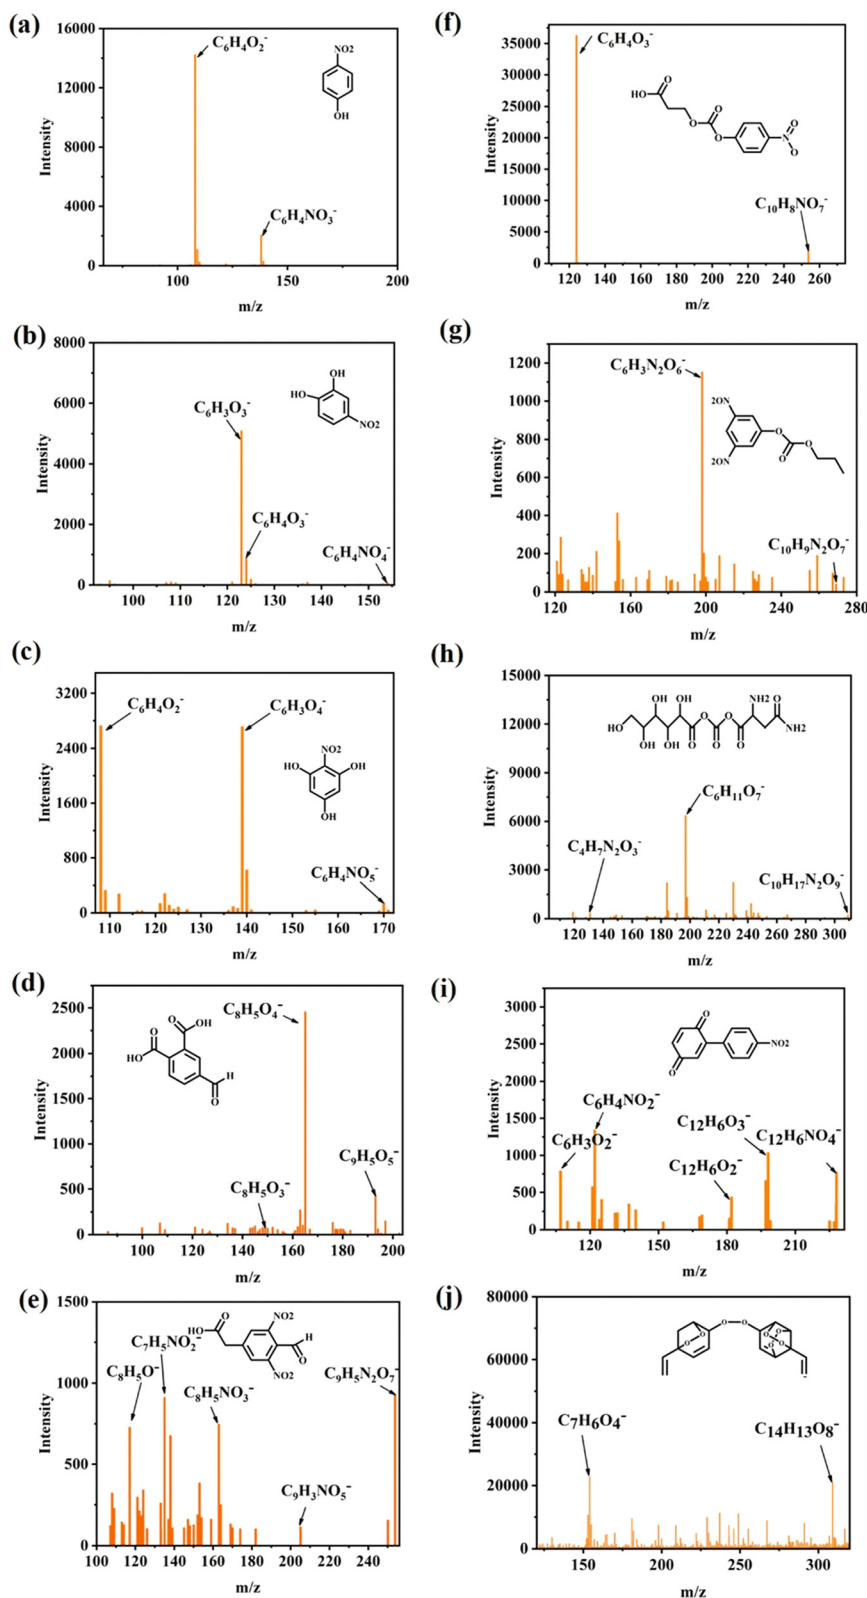 (a)
16000
12000
8000
4000
0
Intensity
C₆H₄O₂⁻
NO2
OH
C₆H₄NO₃⁻
100
150
200
m/z
(b)
8000
6000
4000
2000
0
Intensity
OH
HO
NO2
C₆H₃O₃⁻
C₆H₄O₃⁻
C₆H₄NO₄⁻
100
110
120
130
140
150
m/z
(c)
3200
2400
1600
800
0
Intensity
C₆H₄O₂⁻
C₆H₃O₄⁻
NO2
HO
OH
OH
C₆H₄NO₅⁻
110
120
130
140
150
160
170
m/z
(d)
2500
2000
1500
1000
500
0
Intensity
C₈H₅O₄⁻
O
OH
O
HO
H
O
C₉H₅O₅⁻
C₈H₅O₃⁻
100
120
140
160
180
200
m/z
(e)
1500
1000
500
0
Intensity
HO
O
NO2
H
O
NO2
C₇H₅NO₂⁻
C₈H₅O⁻
C₈H₅NO₃⁻
C₉H₅N₂O₇⁻
C₉H₃NO₅⁻
100
120
140
160
180
200
220
240
m/z
(f)
35000
30000
25000
20000
15000
10000
5000
0
Intensity
C₆H₄O₃⁻
O
HO
O
O
O
O
N
O
C₁₀H₈NO₇⁻
120
140
160
180
200
220
240
260
m/z
(g)
1200
1000
800
600
400
200
0
Intensity
C₆H₃N₂O₆⁻
2ON
2ON
O
O
O
C₁₀H₉N₂O₇⁻
120
160
200
240
280
m/z
(h)
15000
12000
9000
6000
3000
0
Intensity
OH
OH
OH
NH2
O
HO
O
O
NH2
OH
OH
O
O
O
C₆H₁₁O₇⁻
C₄H₇N₂O₃⁻
C₁₀H₁₇N₂O₉⁻
120
140
160
180
200
220
240
260
280
300
m/z
(i)
3000
2500
2000
1500
1000
500
0
Intensity
O
O
NO2
C₆H₄NO₂⁻
C₆H₃O₂⁻
C₁₂H₆O₃⁻
C₁₂H₆NO₄⁻
C₁₂H₆O₂⁻
121
152
183
215
m/z
(j)
80000
60000
40000
20000
0
Intensity
O
O
O
O
O
O
O
O
C₇H₆O₄⁻
C₁₄H₁₃O₈⁻
150
200
250
300
m/z